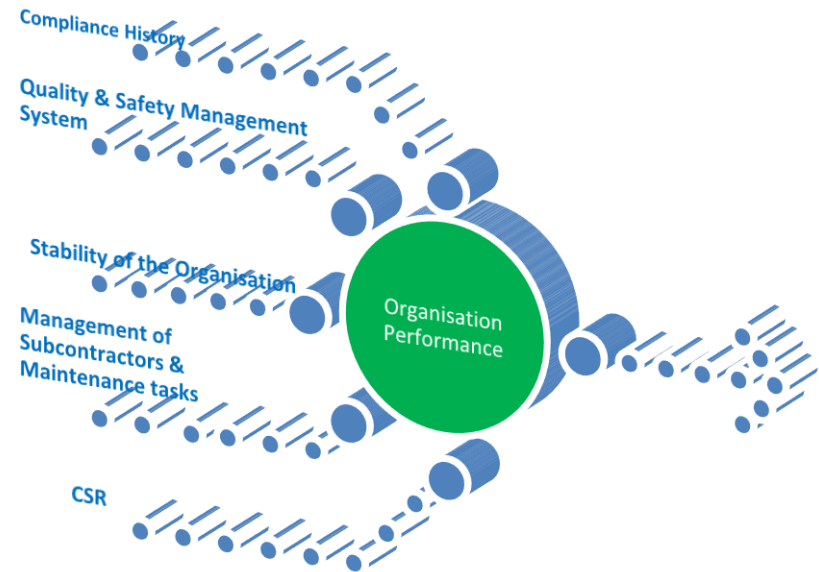 Compliance History
Quality & Safety Management
System
Stability of the Organisation
Management of
Subcontractors &
Maintenance tasks
CSR
Organisation
Performance